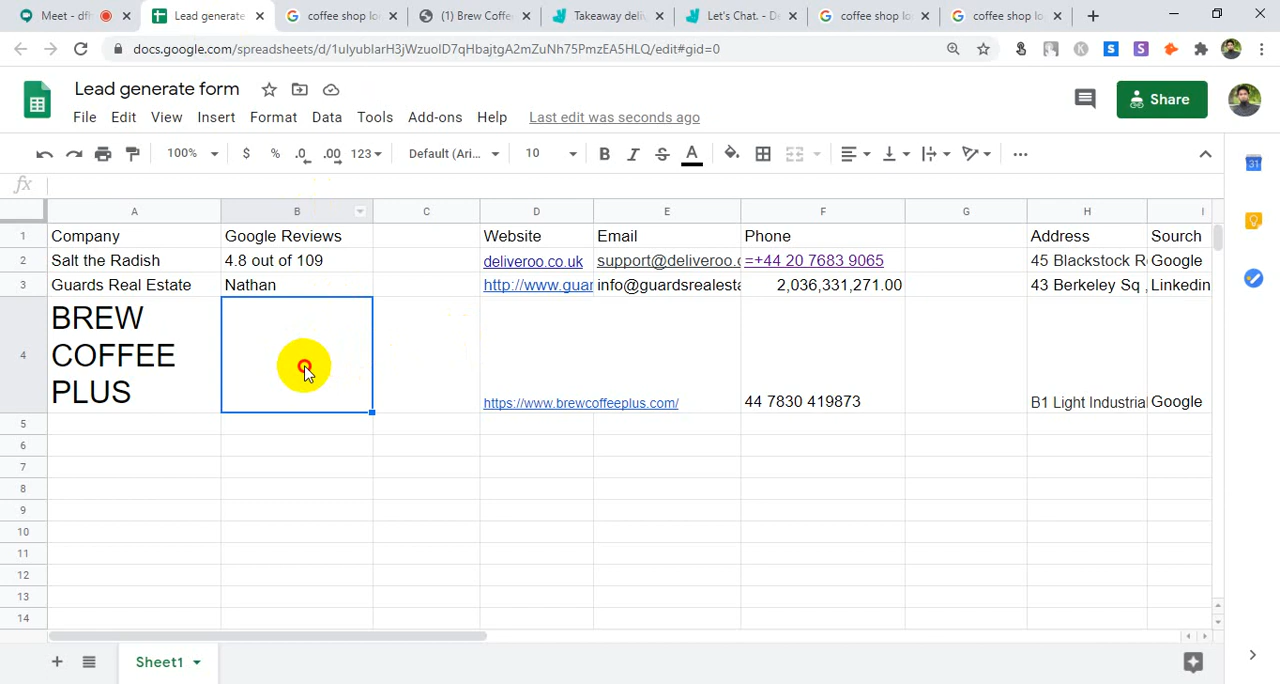 Meet - dfh
Lead generate
coffee shop lo
(1) Brew Coffe
Takeaway deli
Let's Chat. - D
coffee shop lo
coffee shop lo
docs.google.com/spreadsheets/d/1ulyublarH3jWzuoID7qHbajtgA2mZuNh75PmzEA5HLQ/edit#gid=0
Lead generate form
Share
File Edit View Insert Format Data Tools Add-ons Help Last edit was seconds ago
100% $ % .0 .00 123 Default (Ari... 10 B I S A
fx
A B C D E F G H I
1 Company Google Reviews Website Email Phone Address Sourch
2 Salt the Radish 4.8 out of 109 deliveroo.co.uk support@deliveroo.c =+44 20 7683 9065 45 Blackstock R Google
3 Guards Real Estate Nathan http://www.guar info@guardsrealesta 2,036,331,271.00 43 Berkeley Sq , Linkedin
4 BREW
COFFEE
PLUS https://www.brewcoffeeplus.com/ 44 7830 419873 B1 Light Industrial Google
5
6
7
8
9
10
11
12
13
14
Sheet1
31